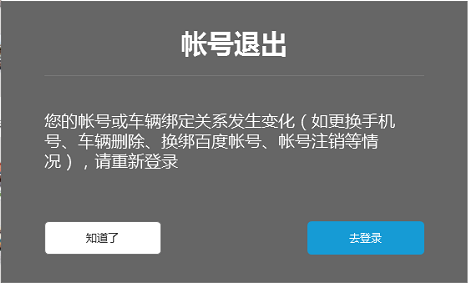 帐号退出
您的帐号或车辆绑定关系发生变化（如更换手机
号、车辆删除、换绑百度帐号、帐号注销等情
况），请重新登录
知道了
去登录